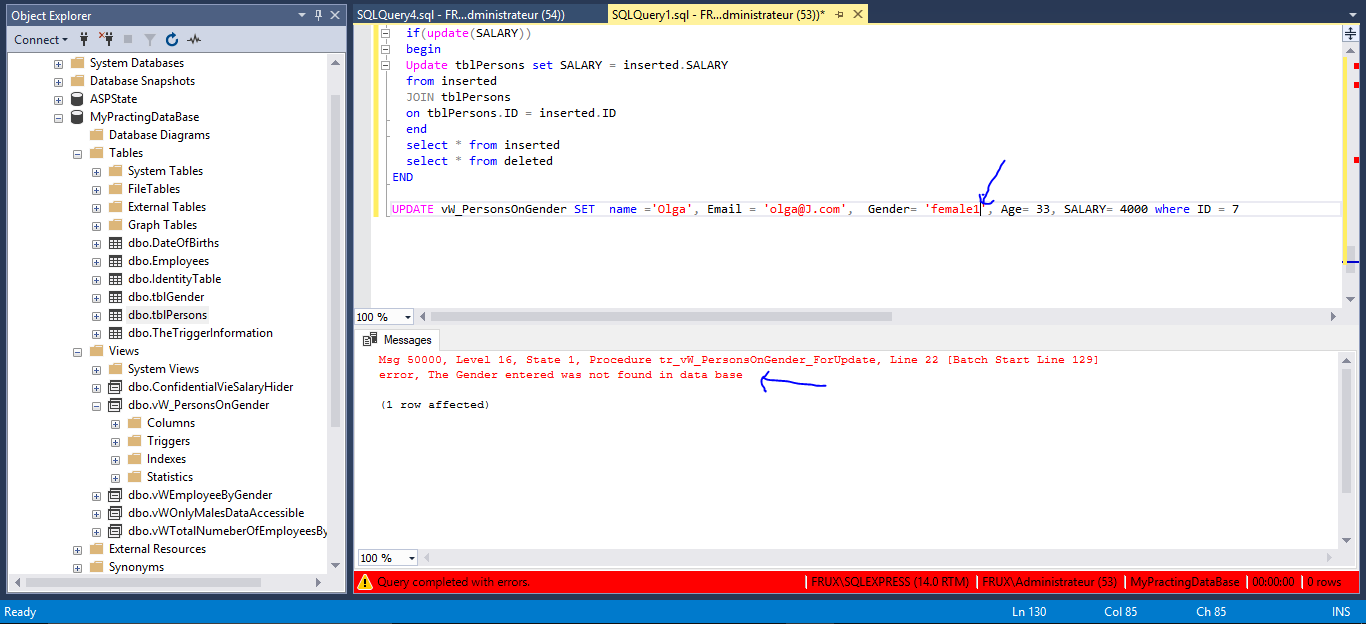 Object Explorer
Connect
System Databases
Database Snapshots
ASPState
MyPractingDataBase
Database Diagrams
Tables
System Tables
FileTables
External Tables
Graph Tables
dbo.DateOfBirths
dbo.Employees
dbo.IdentityTable
dbo.tblGender
dbo.tblPersons
dbo.TheTriggerInformation
Views
System Views
dbo.ConfidentialVieSalaryHider
dbo.vW_PersonsOnGender
Columns
Triggers
Indexes
Statistics
dbo.vWEmployeeByGender
dbo.vWOnlyMalesDataAccessible
dbo.vWTotalNumeberOfEmployeesBy
External Resources
Synonyms
SQLQuery4.sql - FR...dministrateur (54))
SQLQuery1.sql - FR...dministrateur (53))*
if(update(SALARY))
begin
Update tblPersons set SALARY = inserted.SALARY
from inserted
JOIN tblPersons
on tblPersons.ID = inserted.ID
end
select * from inserted
select * from deleted
END
UPDATE vW_PersonsOnGender SET  name ='Olga', Email = 'olga@J.com',  Gender= 'female1', Age= 33, SALARY= 4000 where ID = 7
100 %
Messages
Msg 50000, Level 16, State 1, Procedure tr_vW_PersonsOnGender_ForUpdate, Line 22 [Batch Start Line 129]
error, The Gender entered was not found in data base
(1 row affected)
100 %
Query completed with errors.
FRUX\SQLEXPRESS (14.0 RTM)
FRUX\Administrateur (53)
MyPractingDataBase
00:00:00
0 rows
Ready
Ln 130
Col 85
Ch 85
INS